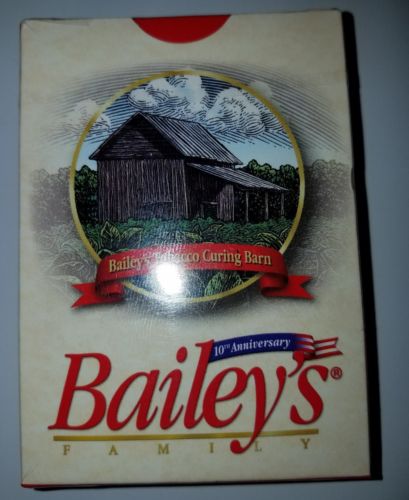 Bailey's Tobacco Curing Barn
10TH Anniversary
Bailey's®
FAMILY